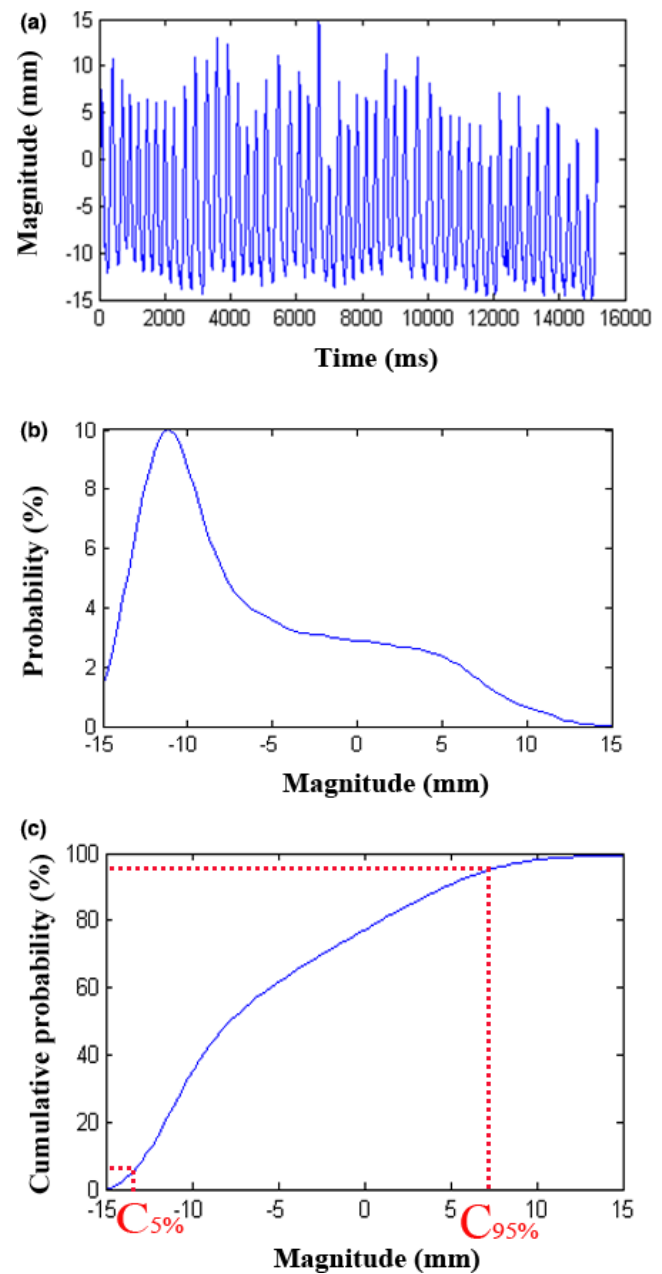 (a)
15
10
5
0
-5
-10
-15
Magnitude (mm)
0 2000 4000 6000 8000 10000 12000 14000 16000
Time (ms)
(b)
10
8
6
4
2
0
Probability (%)
-15 -10 -5 0 5 10 15
Magnitude (mm)
(c)
100
80
60
40
20
0
Cumulative probability (%)
-15 -10 -5 0 5 10 15
C5% C95%
Magnitude (mm)